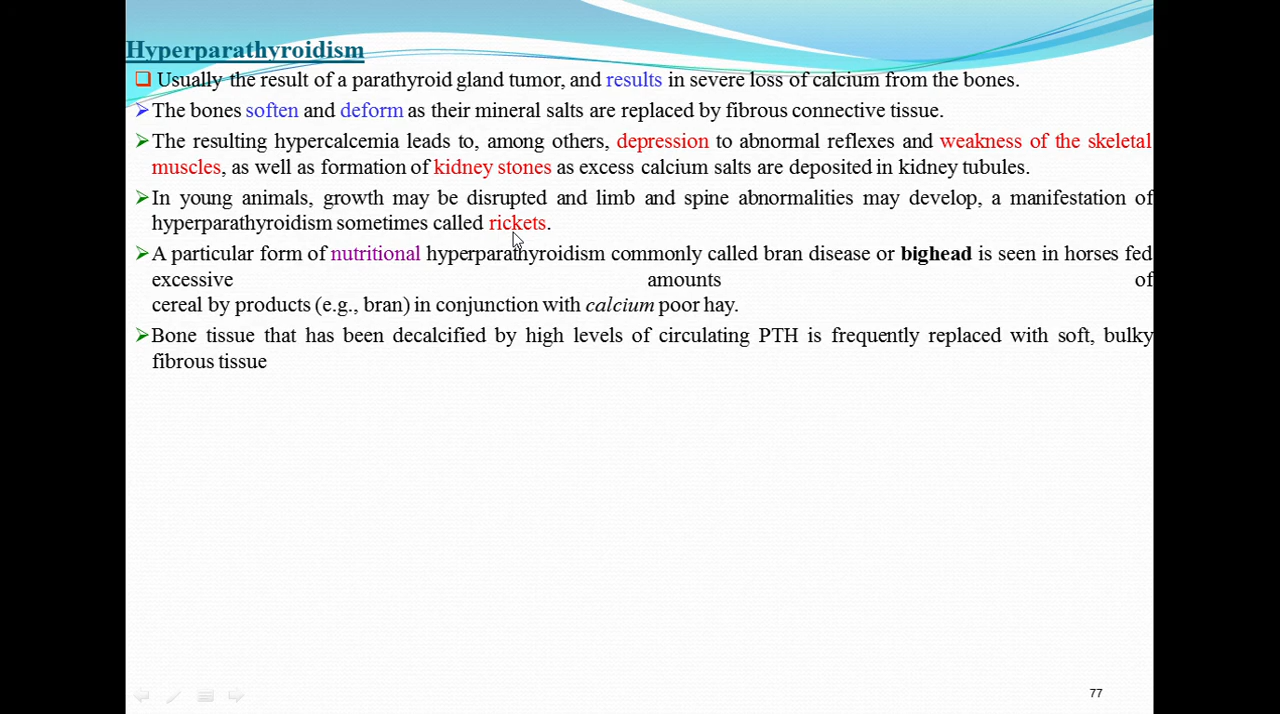 Hyperparathyroidism
Usually the result of a parathyroid gland tumor, and results in severe loss of calcium from the bones.
The bones soften and deform as their mineral salts are replaced by fibrous connective tissue.
The resulting hypercalcemia leads to, among others, depression to abnormal reflexes and weakness of the skeletal
muscles, as well as formation of kidney stones as excess calcium salts are deposited in kidney tubules.
In young animals, growth may be disrupted and limb and spine abnormalities may develop, a manifestation of
hyperparathyroidism sometimes called rickets.
A particular form of nutritional hyperparathyroidism commonly called bran disease or bighead is seen in horses fed
excessive amounts of
cereal by products (e.g., bran) in conjunction with calcium poor hay.
Bone tissue that has been decalcified by high levels of circulating PTH is frequently replaced with soft, bulky
fibrous tissue
77